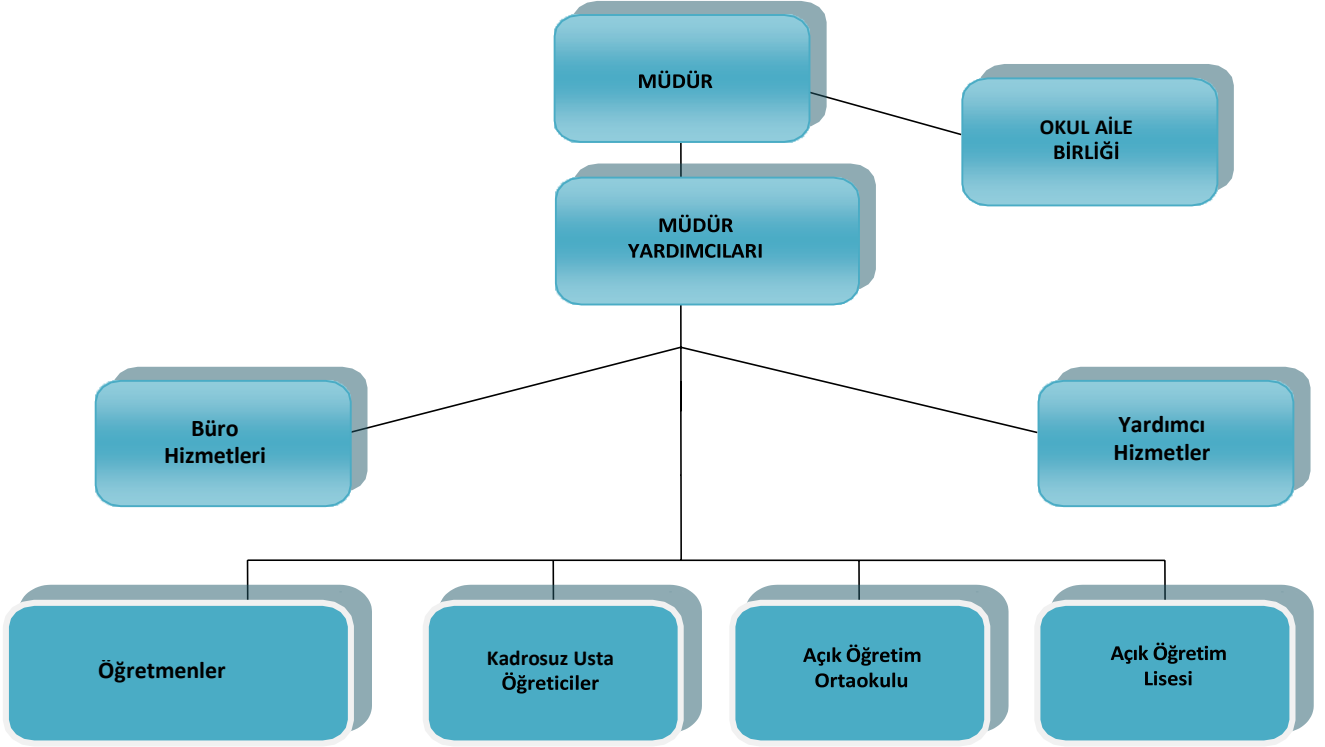 MÜDÜR
OKUL AİLE
BİRLİĞİ
MÜDÜR
YARDIMCILARI
Büro
Hizmetleri
Yardımcı
Hizmetler
Öğretmenler
Kadrosuz Usta
Öğreticiler
Açık Öğretim
Ortaokulu
Açık Öğretim
Lisesi